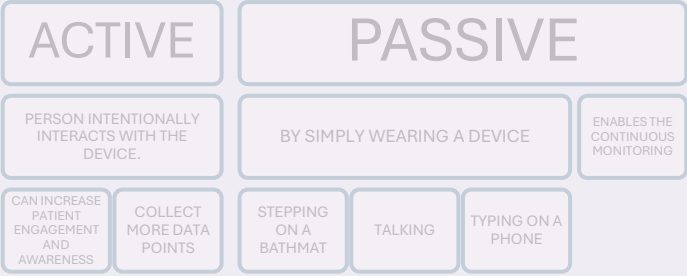 ACTIVE
PASSIVE
PERSON INTENTIONALLY
INTERACTS WITH THE
DEVICE.
BY SIMPLY WEARING A DEVICE
ENABLES THE
CONTINUOUS
MONITORING
CAN INCREASE
PATIENT
ENGAGEMENT
AND
AWARENESS
COLLECT
MORE DATA
POINTS
STEPPING
ON A
BATHMAT
TALKING
TYPING ON A
PHONE